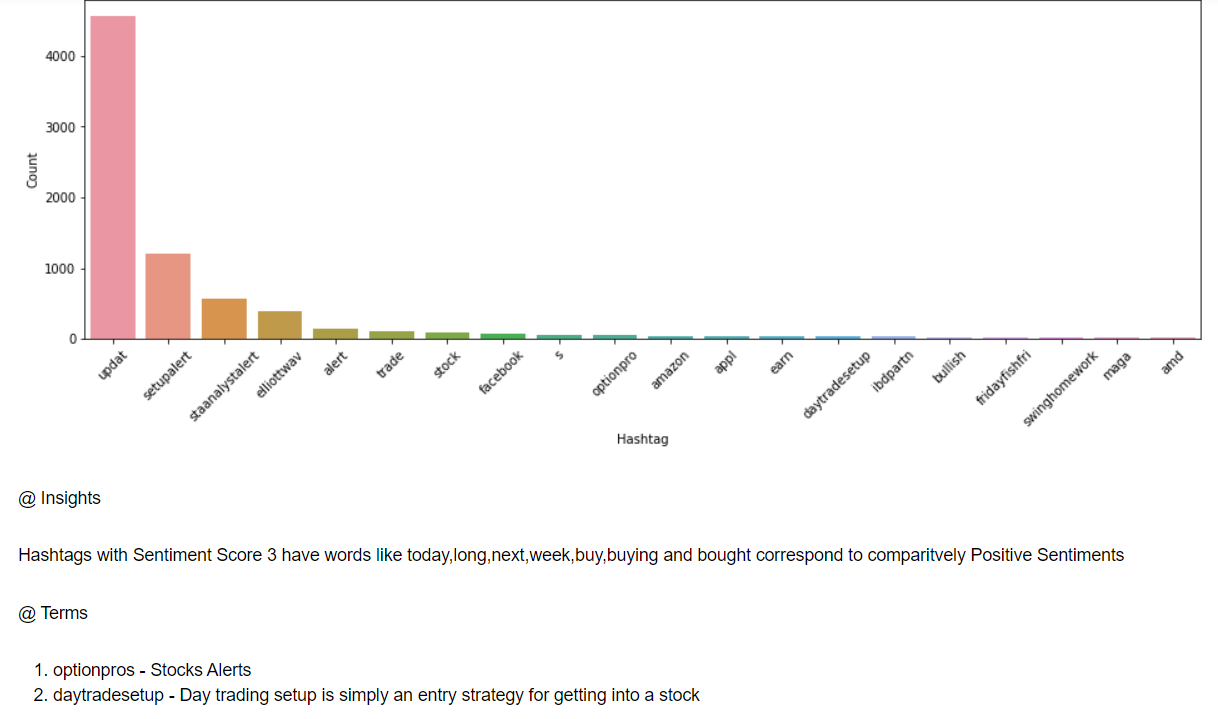 4000
3000
2000
1000
0
Count
updat
setupalert
staanalystalert
elliottwav
alert
trade
stock
facebook
s
optionpro
amazon
appl
earn
daytradesetup
ibdpartn
bullish
fridayfishfri
swinghomework
maga
amd
Hashtag
@ Insights
Hashtags with Sentiment Score 3 have words like today,long,next,week,buy,buying and bought correspond to comparitvely Positive Sentiments
@ Terms
1. optionpros - Stocks Alerts
2. daytradesetup - Day trading setup is simply an entry strategy for getting into a stock